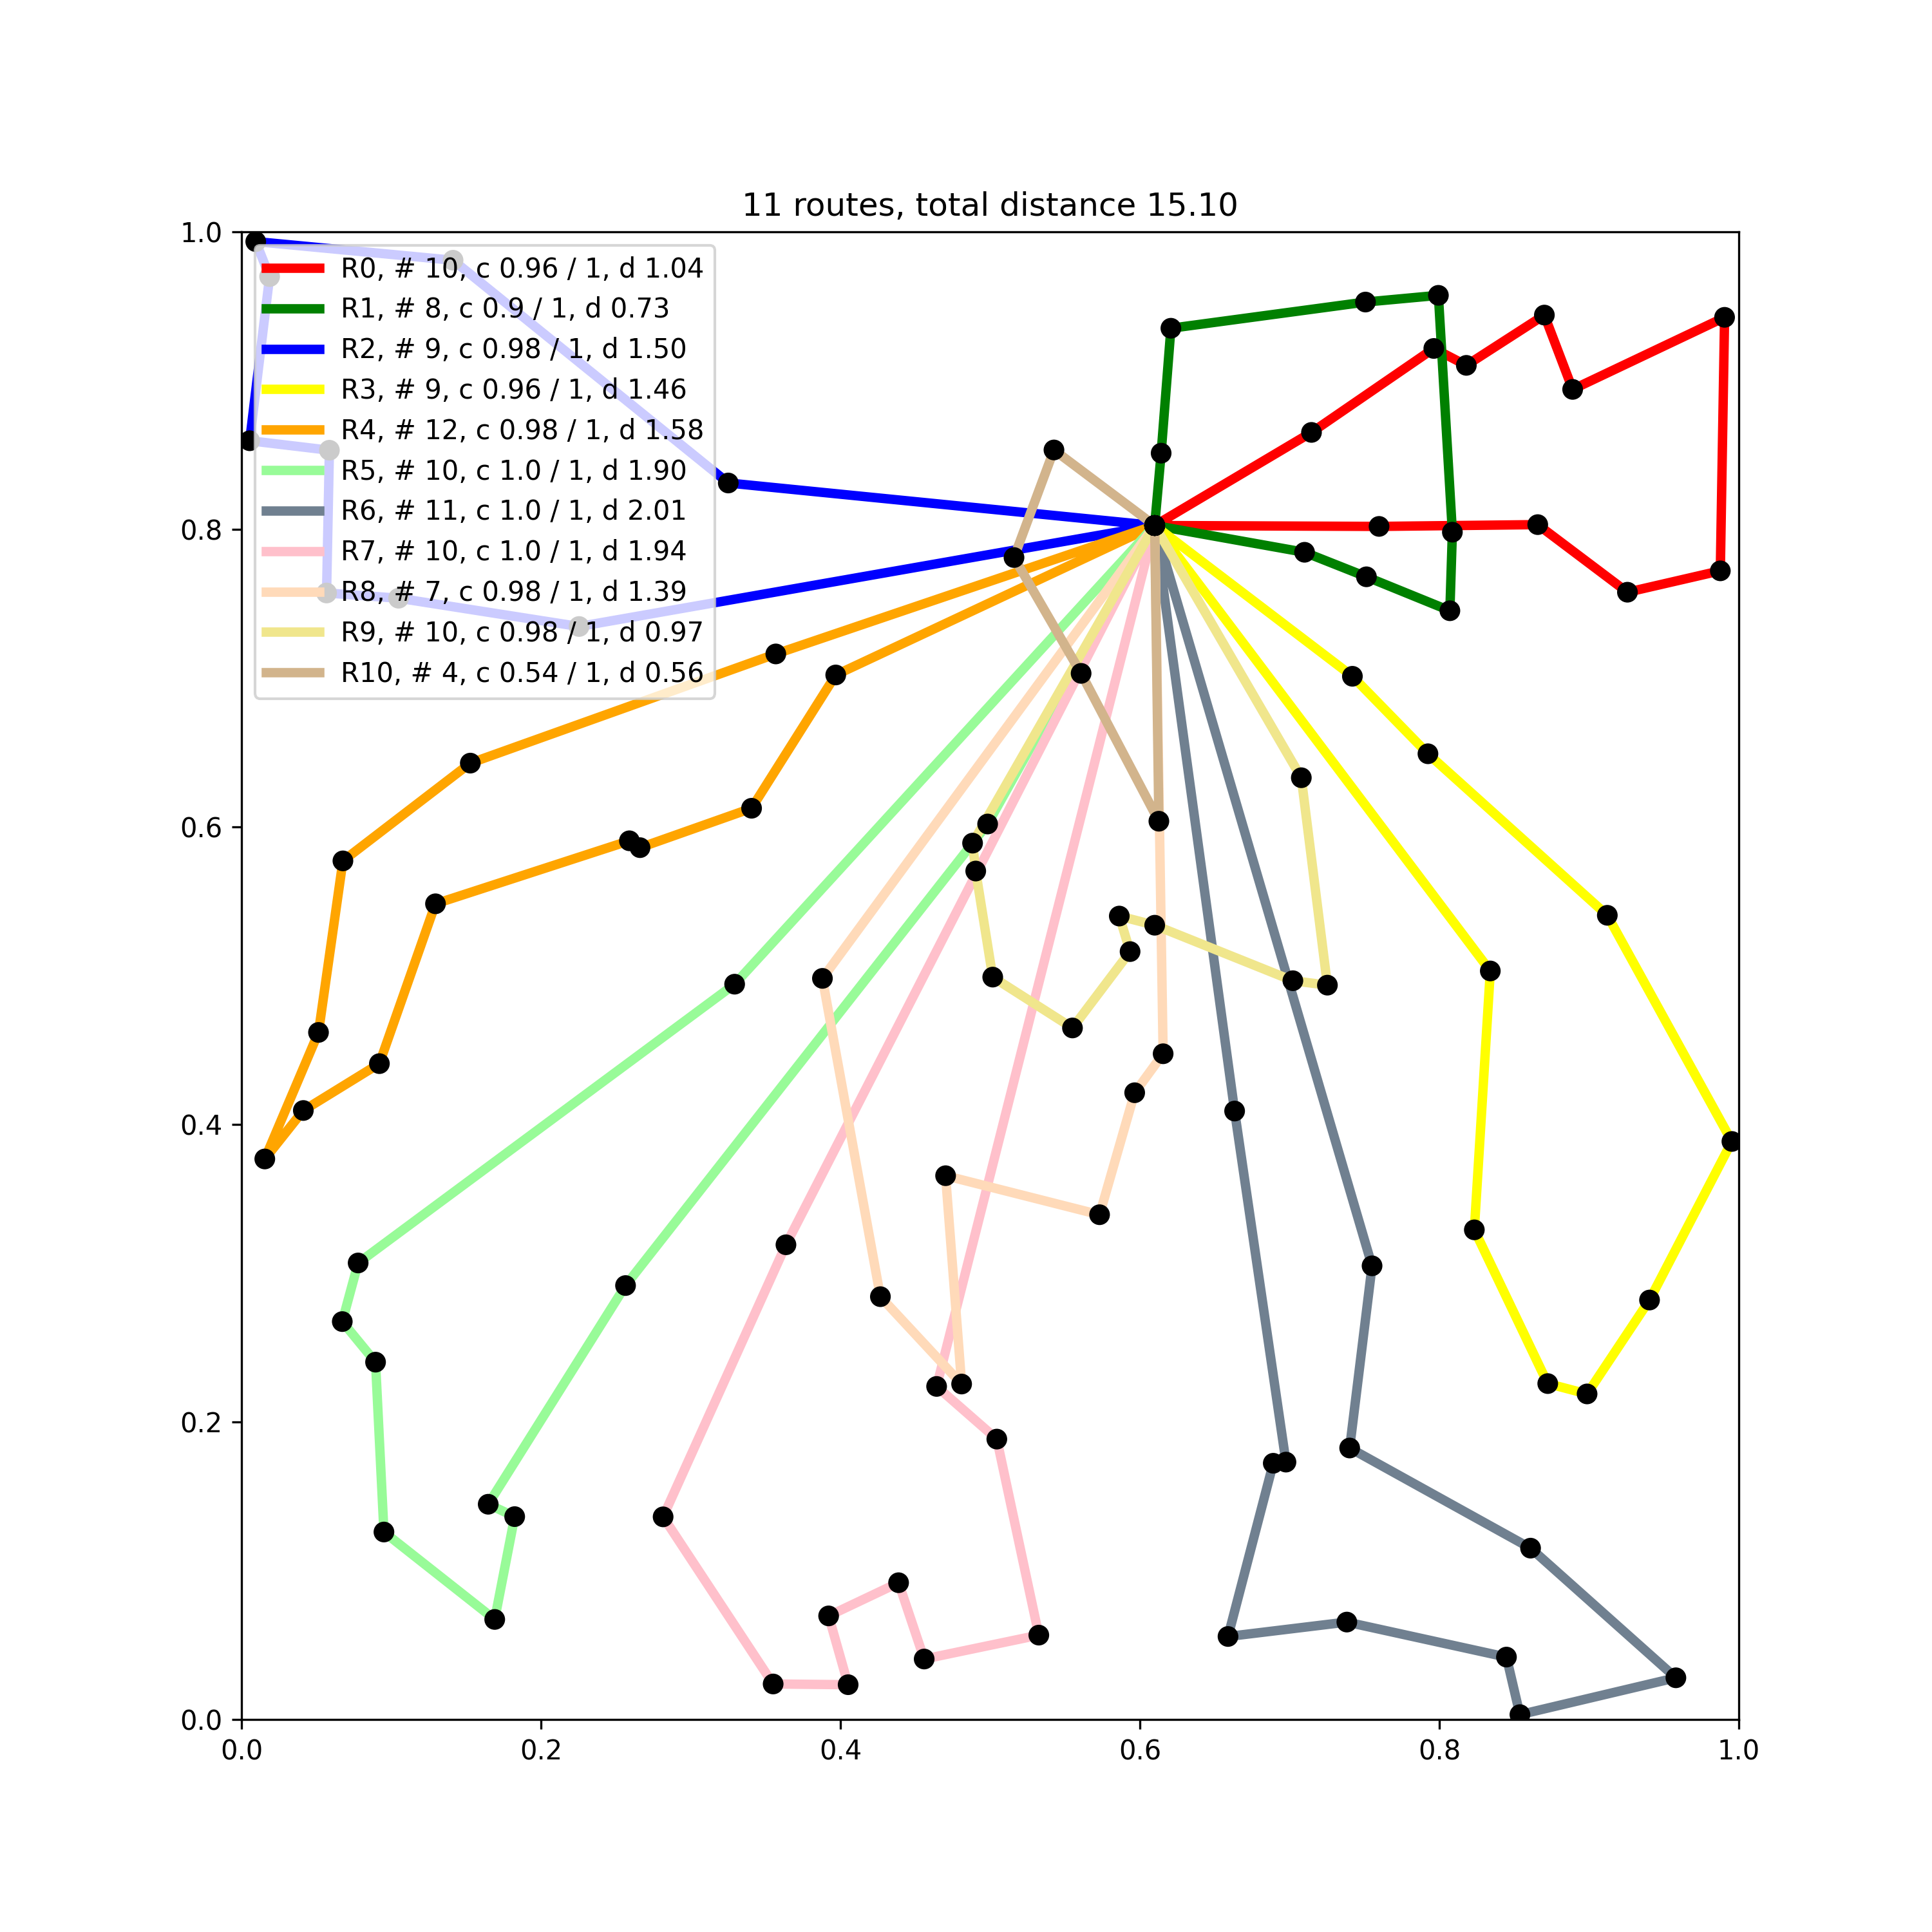 11 routes, total distance 15.10
1.0
0.8
0.6
0.4
0.2
0.0
R0, # 10, c 0.96 / 1, d 1.04
R1, # 8, c 0.9 / 1, d 0.73
R2, # 9, c 0.98 / 1, d 1.50
R3, # 9, c 0.96 / 1, d 1.46
R4, # 12, c 0.98 / 1, d 1.58
R5, # 10, c 1.0 / 1, d 1.90
R6, # 11, c 1.0 / 1, d 2.01
R7, # 10, c 1.0 / 1, d 1.94
R8, # 7, c 0.98 / 1, d 1.39
R9, # 10, c 0.98 / 1, d 0.97
R10, # 4, c 0.54 / 1, d 0.56
0.0 0.2 0.4 0.6 0.8 1.0